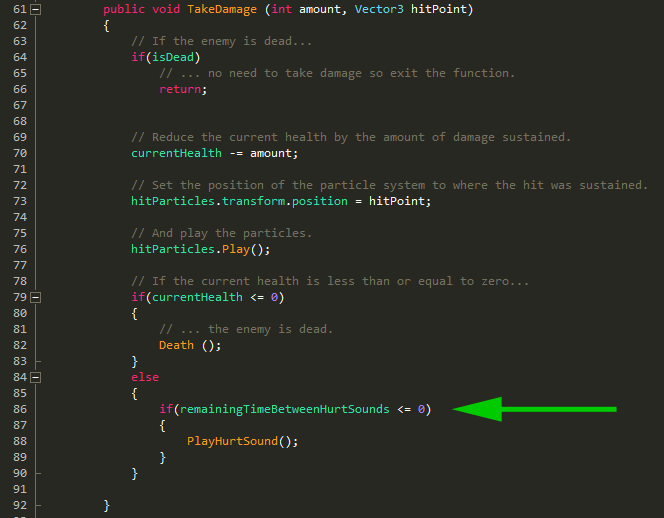 61 public void TakeDamage (int amount, Vector3 hitPoint)
62 {
63 // If the enemy is dead...
64 if(isDead)
65 // ... no need to take damage so exit the function.
66 return;
67
68
69 // Reduce the current health by the amount of damage sustained.
70 currentHealth -= amount;
71
72 // Set the position of the particle system to where the hit was sustained.
73 hitParticles.transform.position = hitPoint;
74
75 // And play the particles.
76 hitParticles.Play();
77
78 // If the current health is less than or equal to zero...
79 if(currentHealth <= 0)
80 {
81 // ... the enemy is dead.
82 Death ();
83 }
84 else
85 {
86 if(remainingTimeBetweenHurtSounds <= 0)
87 {
88 PlayHurtSound();
89 }
90 }
91
92 }